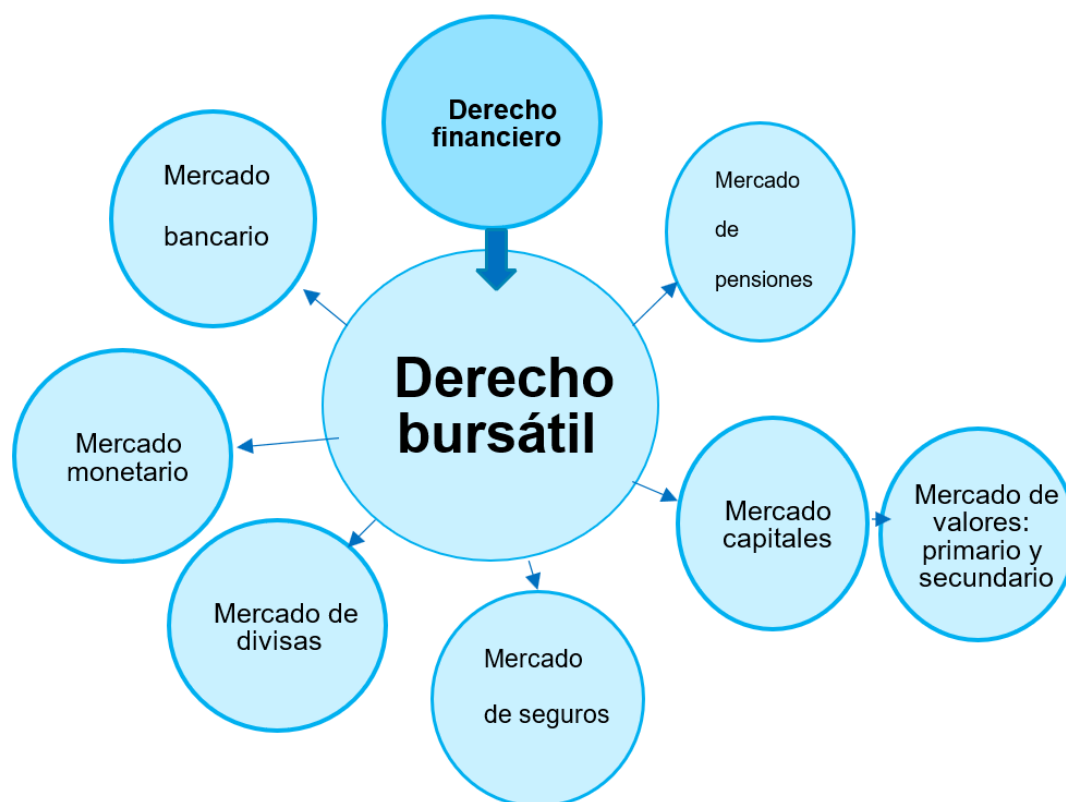 Derecho
financiero
Mercado
bancario
Mercado
de
pensiones
Derecho
bursátil
Mercado
monetario
Mercado
capitales
Mercado de
valores:
primario y
secundario
Mercado de
divisas
Mercado
de seguros